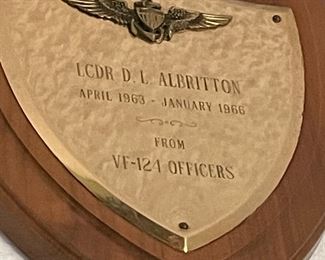 LCDR D. L. ALBRITTON
APRIL 1963 - JANUARY 1966
FROM
VF-124 OFFICERS